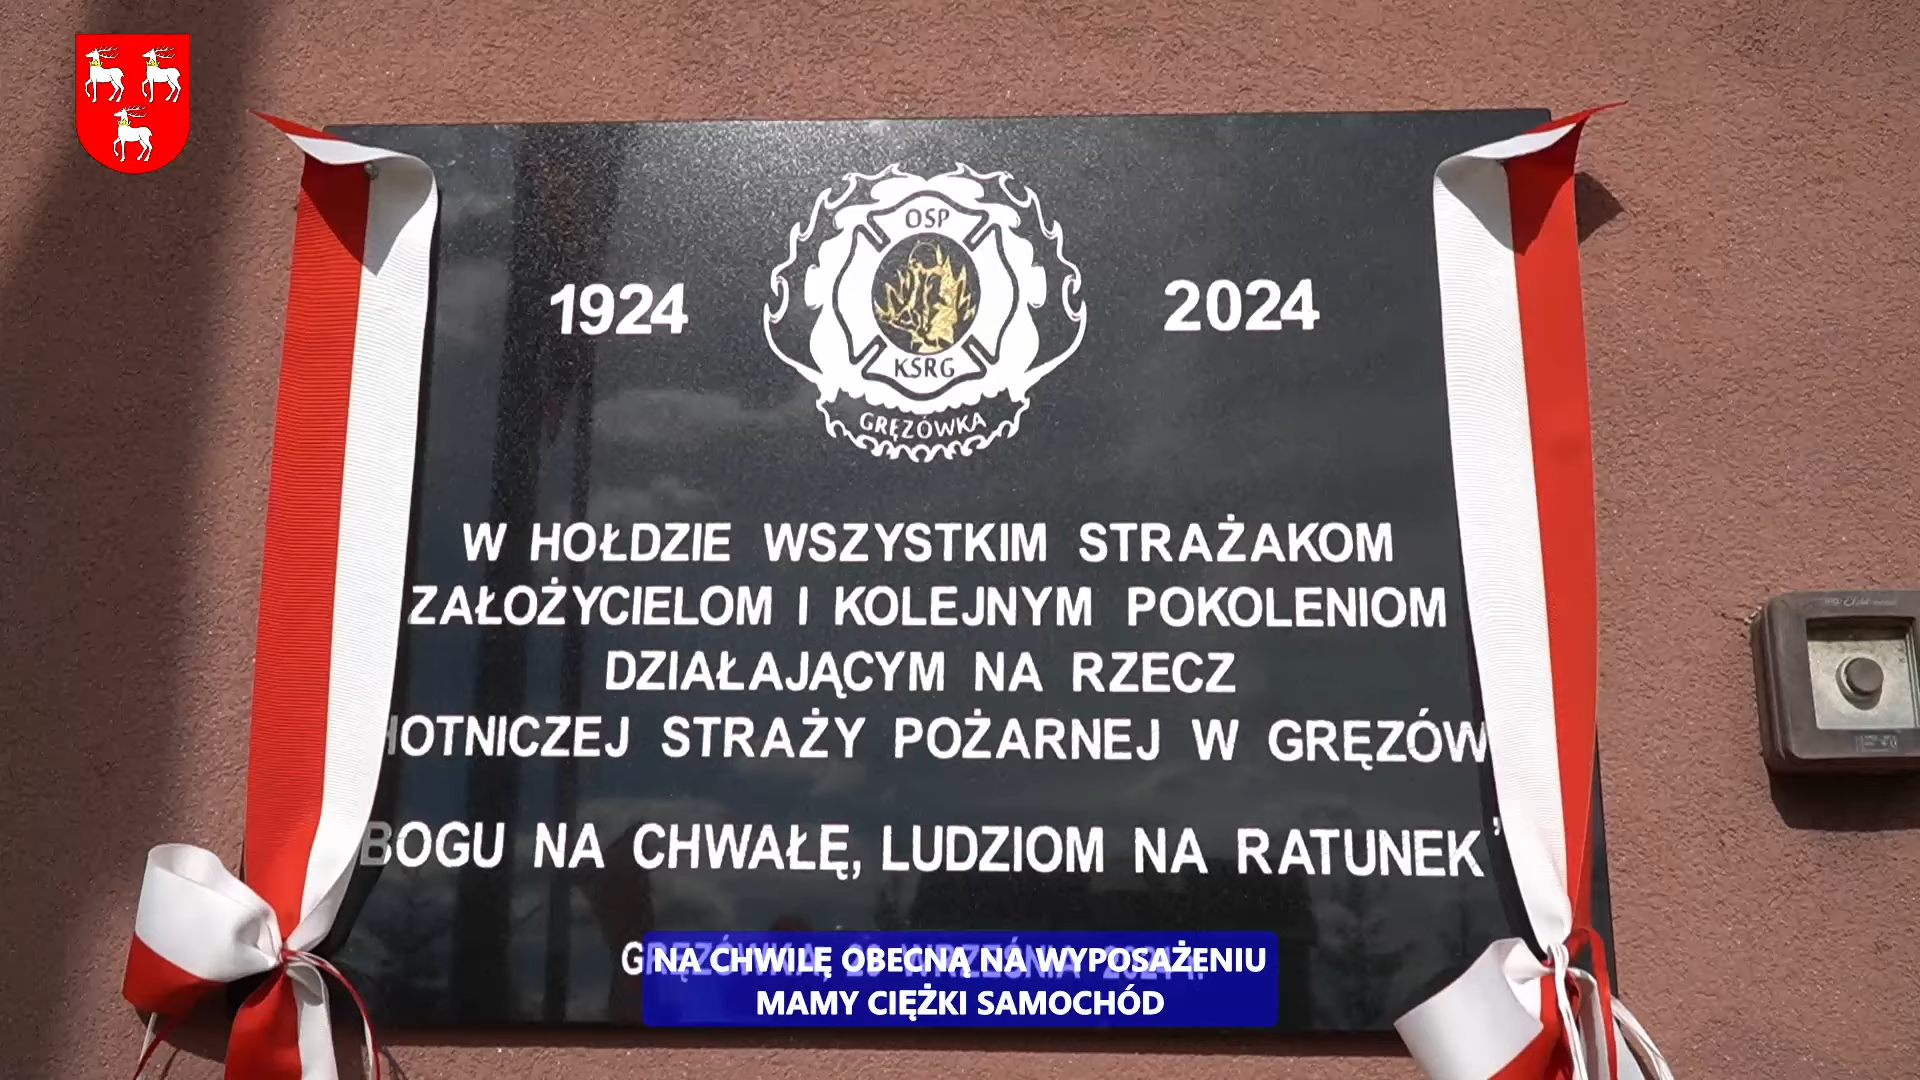 OSP
1924
2024
KSRG
GRĘZÓWKA
W HOŁDZIE WSZYSTKIM STRAŻAKOM
ZAŁOŻYCIELOM I KOLEJNYM POKOLENIOM
DZIAŁAJĄCYM NA RZECZ
HOTNICZEJ STRAŻY POŻARNEJ W GRĘZÓW
BOGU NA CHWAŁĘ, LUDZIOM NA RATUNEK"
NA CHWILĘ OBECNĄ NA WYPOSAŻENIU
MAMY CIĘŻKI SAMOCHÓD